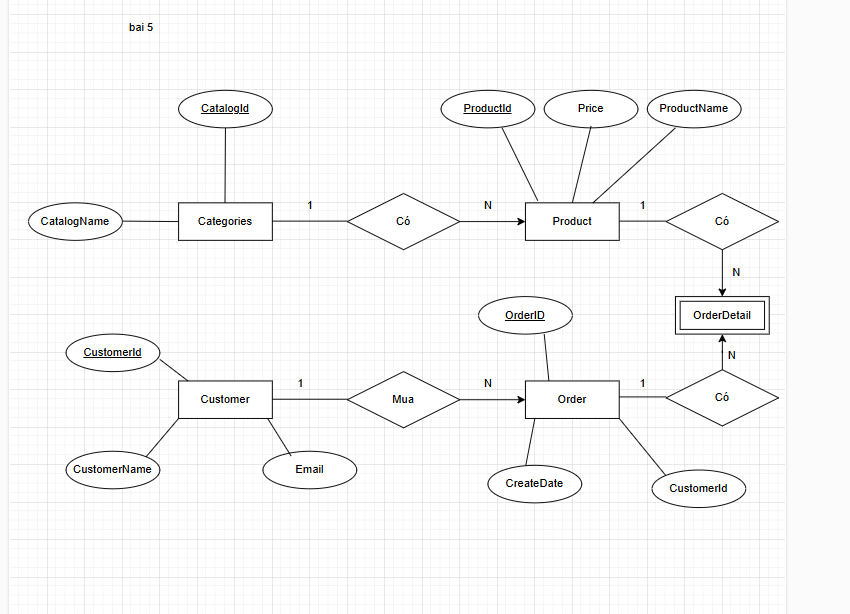 bai 5
CatalogId
ProductId
Price
ProductName
CatalogName
Categories
1
Có
N
Product
1
Có
N
OrderDetail
OrderID
CustomerId
Customer
1
Mua
N
Order
1
Có
N
CustomerName
Email
CreateDate
CustomerId